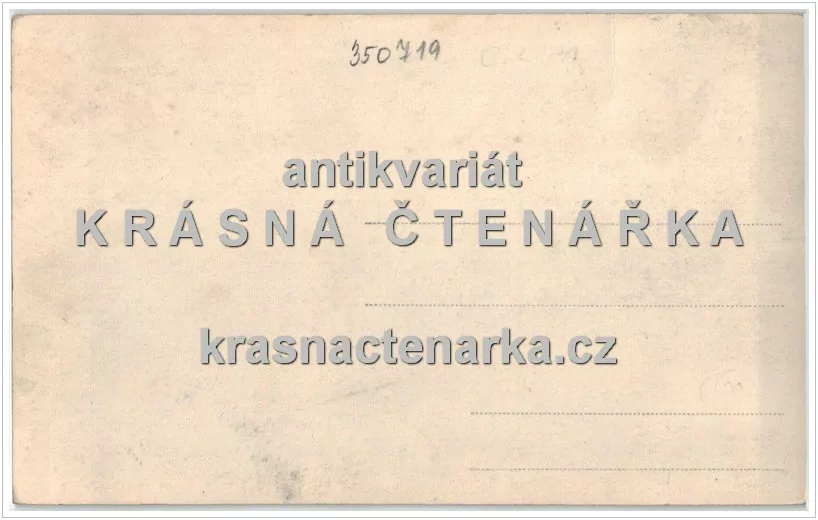 350719
antikvariát
KRÁSNÁ ČTENÁŘKA
krasnactenarka.cz